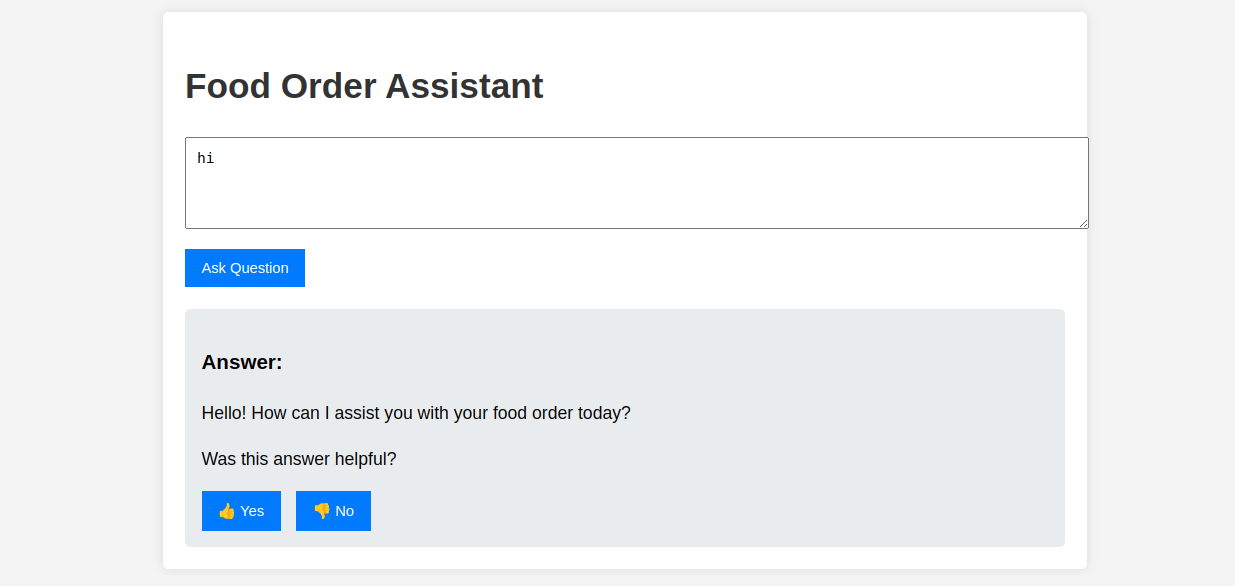 Food Order Assistant
hi
Ask Question
Answer:
Hello! How can I assist you with your food order today?
Was this answer helpful?
👍 Yes 👎 No